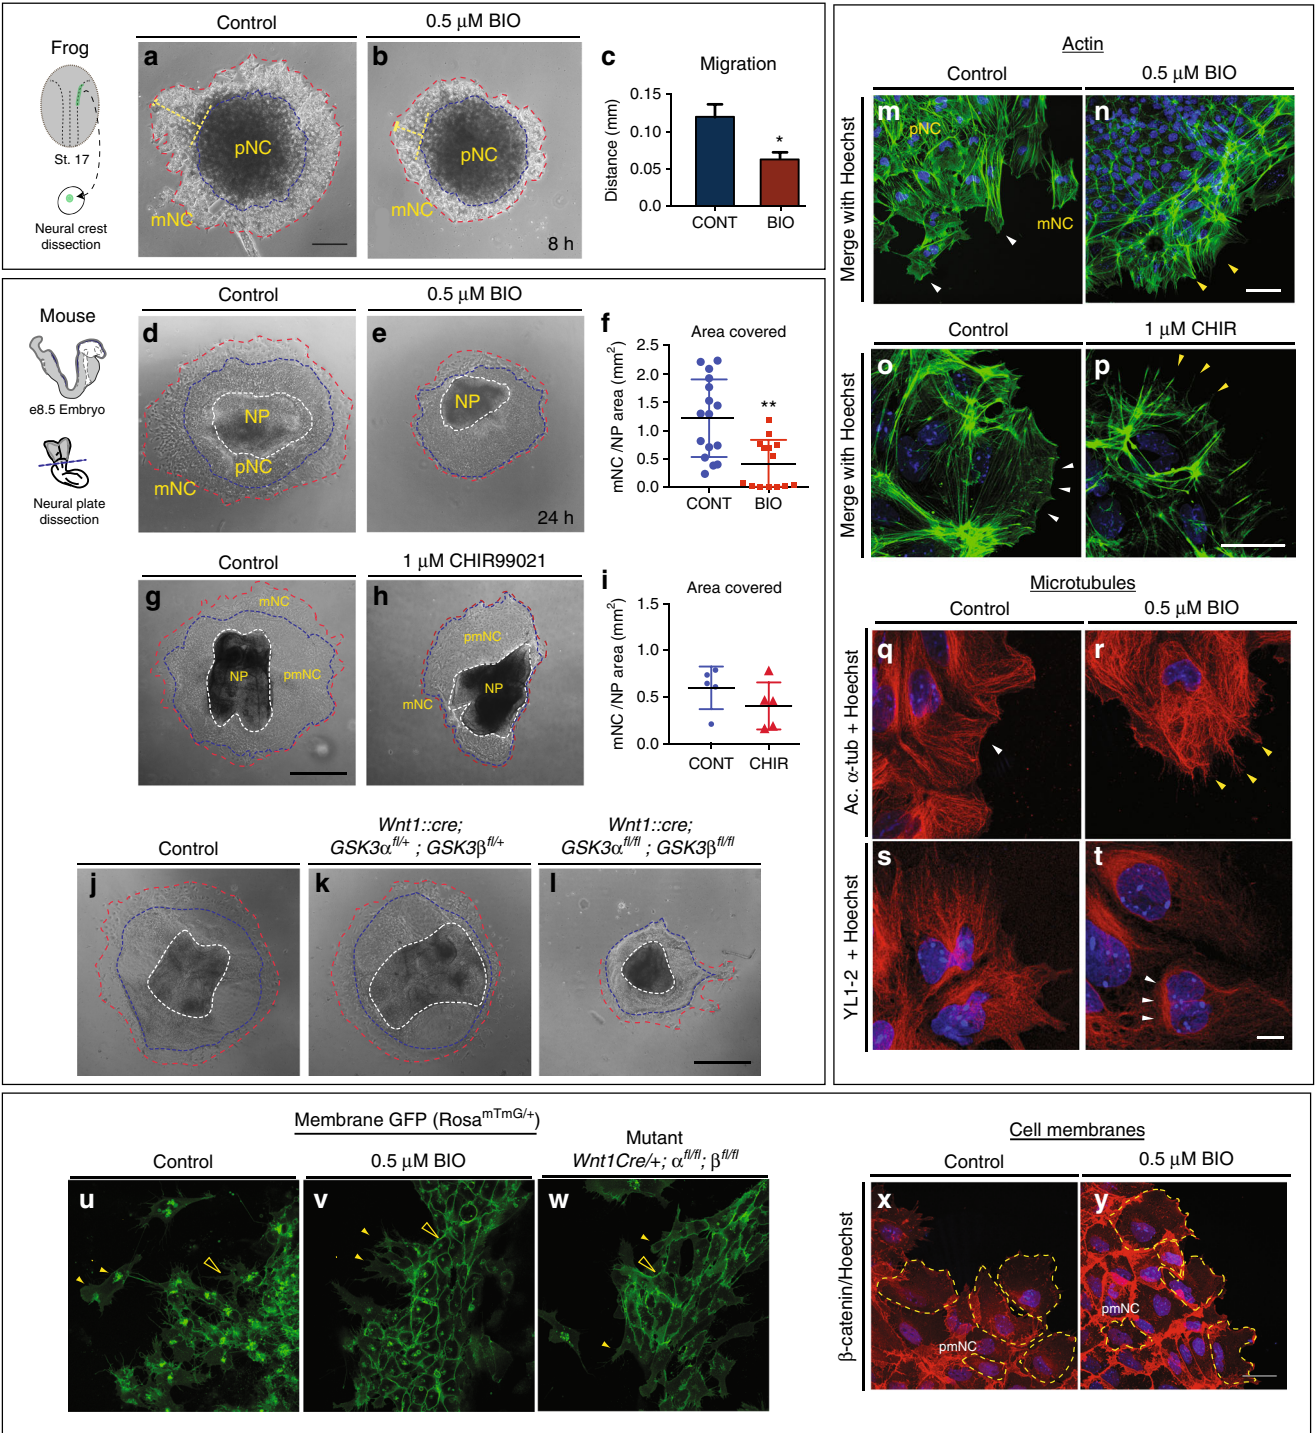 Control
0.5 μM BIO
Frog
St. 17
Neural crest
dissection
a
pNC
mNC
b
pNC
mNC
8 h
c
Migration
Distance (mm)
0.15
0.10
0.05
0.0
*
CONT
BIO
Control
0.5 μM BIO
Mouse
e8.5 Embryo
Neural plate
dissection
d
NP
pNC
mNC
e
NP
24 h
f
Area covered
mNC /NP area (mm²)
2.5
2.0
1.5
1.0
0.5
0.0
**
CONT
BIO
Control
1 μM CHIR99021
g
mNC
NP
pmNC
h
pmNC
NP
mNC
i
Area covered
mNC /NP area (mm²)
1.5
1.0
0.5
0.0
CONT
CHIR
Control
Wnt1::cre;
GSK3α^fl/+ ; GSK3β^fl/+
Wnt1::cre;
GSK3α^fl/fl ; GSK3β^fl/fl
j
k
l
Actin
Control
0.5 μM BIO
Merge with Hoechst
m
pNC
mNC
n
Control
1 μM CHIR
Merge with Hoechst
o
p
Microtubules
Control
0.5 μM BIO
Ac. α-tub + Hoechst
q
r
YL1-2 + Hoechst
s
t
Membrane GFP (Rosa^mTmG/+)
Control
0.5 μM BIO
Mutant
Wnt1Cre/+; α^fl/fl; β^fl/fl
u
v
w
Cell membranes
Control
0.5 μM BIO
β-catenin/Hoechst
x
pmNC
y
pmNC